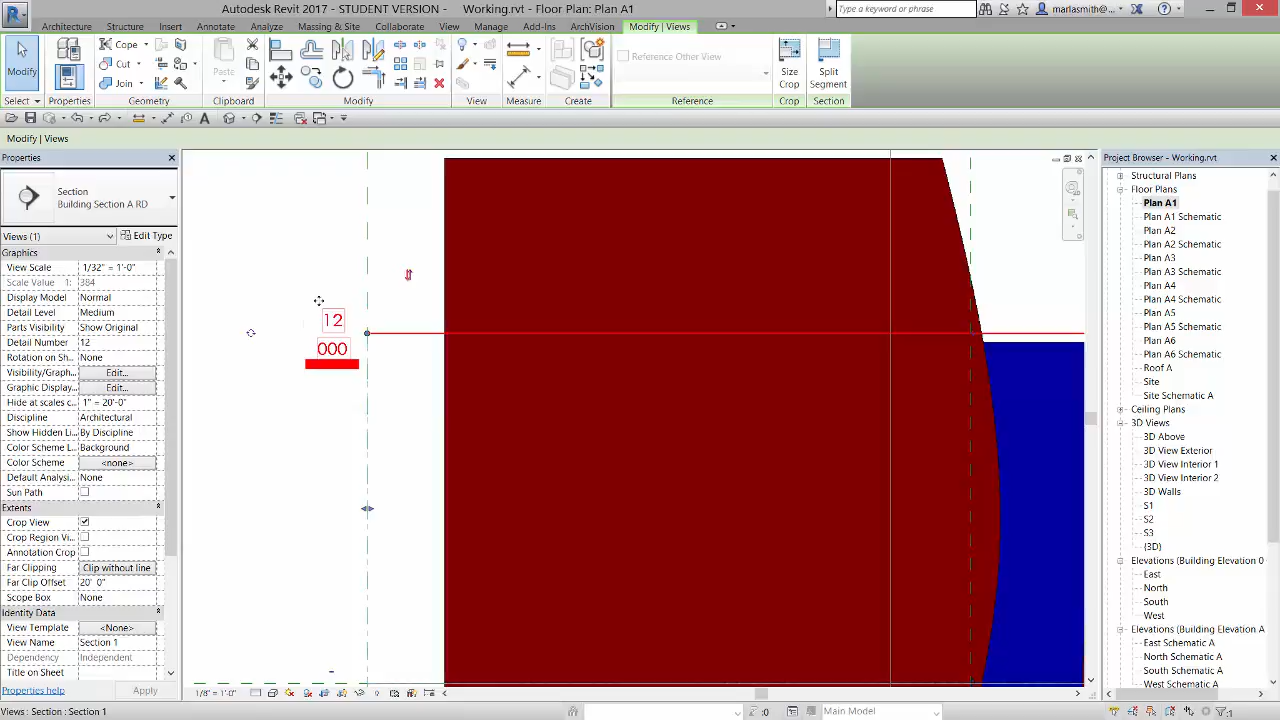 Autodesk Revit 2017 - STUDENT VERSION - Working.rvt - Floor Plan: Plan A1
Type a keyword or phrase
Architecture Structure Massing & Site Collaborate View Manage Add-Ins ArchVision Modify | Views
Annotate Analyze
Modify
Properties
Paste
Cope
Cut
Join
Reference Other View
Size Crop
Split Segment
Select Properties Geometry Clipboard Modify View Measure Create Reference Crop Section
Modify | Views
Properties
Section
Building Section A RD
Views (1) Edit Type
Graphics
View Scale 1/32" = 1'-0"
Scale Value 1: 384
Display Model Normal
Detail Level Medium
Parts Visibility Show Original
Detail Number 12
Rotation on Sh... None
Visibility/Graph... Edit...
Graphic Display... Edit...
Hide at scales c... 1" = 20'-0"
Discipline Architectural
Show Hidden Li... By Discipline
Color Scheme L... Background
Color Scheme <none>
Default Analysi... None
Sun Path
Extents
Crop View
Crop Region Vi...
Annotation Crop
Far Clipping Clip without line
Far Clip Offset 20' 0"
Scope Box None
Identity Data
View Template <None>
View Name Section 1
Dependency Independent
Title on Sheet
Properties help Apply
12
000
Project Browser - Working.rvt
Structural Plans
Floor Plans
Plan A1
Plan A1 Schematic
Plan A2
Plan A2 Schematic
Plan A3
Plan A3 Schematic
Plan A4
Plan A4 Schematic
Plan A5
Plan A5 Schematic
Plan A6
Plan A6 Schematic
Roof A
Site
Site Schematic A
Ceiling Plans
3D Views
3D Above
3D View Exterior
3D View Interior 1
3D View Interior 2
3D Walls
S1
S2
S3
{3D}
Elevations (Building Elevation 0
East
North
South
West
Elevations (Building Elevation A
East Schematic A
North Schematic A
South Schematic A
West Schematic A
1/32" = 1'-0"
Views : Section : Section 1
:0
Main Model
:1